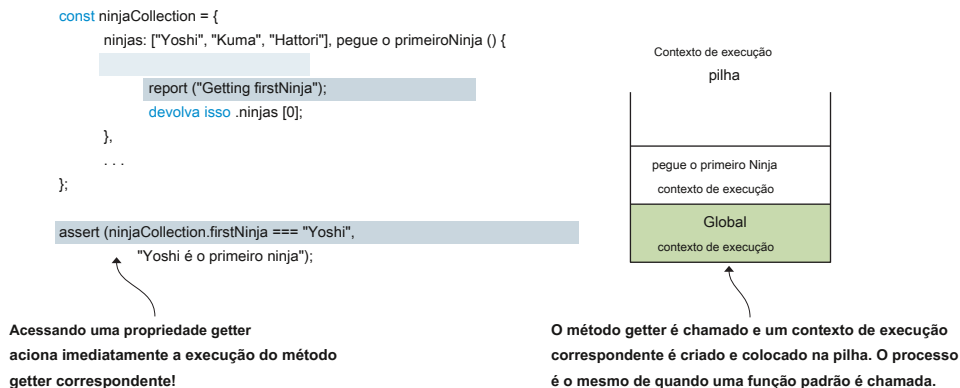 const ninjaCollection = {
ninjas: ["Yoshi", "Kuma", "Hattori"], pegue o primeiroNinja () {
report ("Getting firstNinja");
devolva isso .ninjas [0];
},
. . .
};
assert (ninjaCollection.firstNinja === "Yoshi",
"Yoshi é o primeiro ninja");
Acessando uma propriedade getter
aciona imediatamente a execução do método
getter correspondente!
Contexto de execução
pilha
pegue o primeiro Ninja
contexto de execução
Global
contexto de execução
O método getter é chamado e um contexto de execução
correspondente é criado e colocado na pilha. O processo
é o mesmo de quando uma função padrão é chamada.